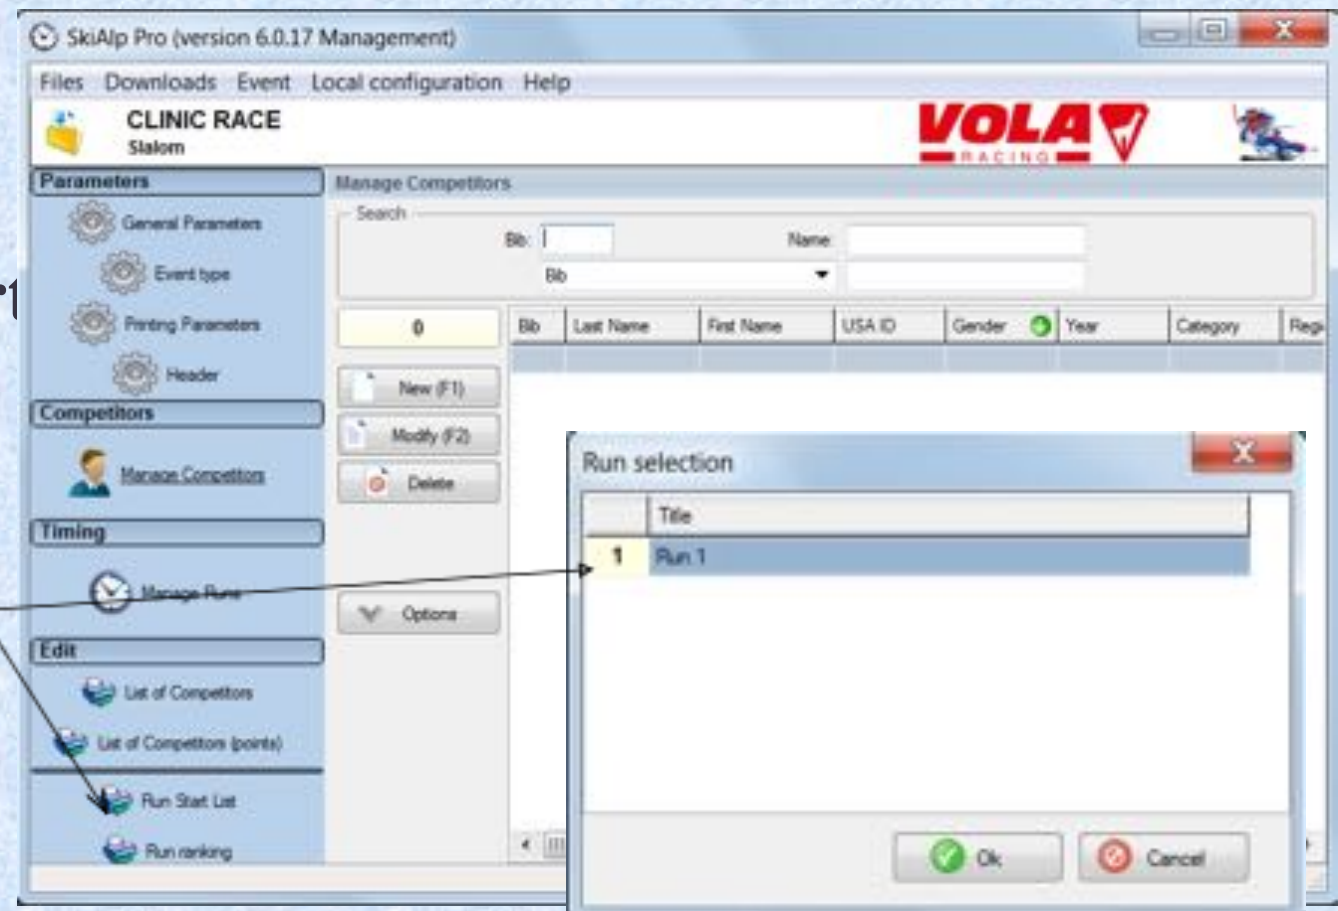 SkiAlp Pro (version 6.0.17 Management)
Files Downloads Event Local configuration Help
CLINIC RACE
Slalom
VOLA
RACING
Parameters
General Parameters
Event type
Printing Parameters
Header
Competitors
Manage Competitors
Timing
Manage Runs
Edit
List of Competitors
List of Competitors (points)
Run Start List
Run ranking
Manage Competitors
Search
Bib: Name:
Bib
0
New (F1)
Modify (F2)
Delete
Options
Bib Last Name First Name USA ID Gender Year Category
Run selection
Title
1 Run 1
Ok Cancel